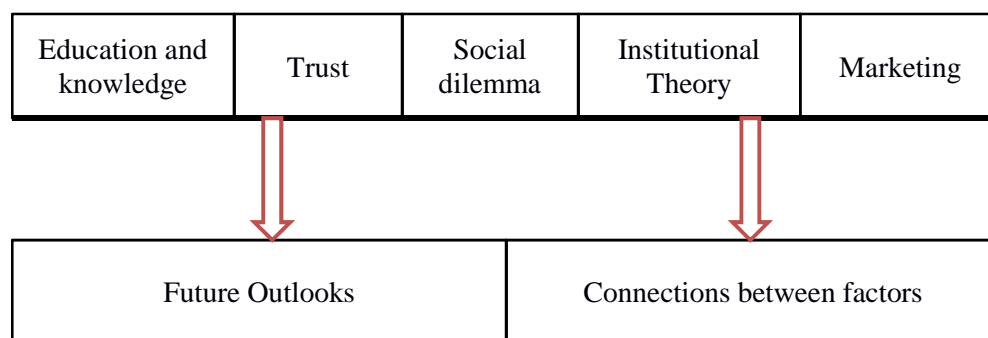 Education and
knowledge
Trust
Social
dilemma
Institutional
Theory
Marketing
Future Outlooks
Connections between factors